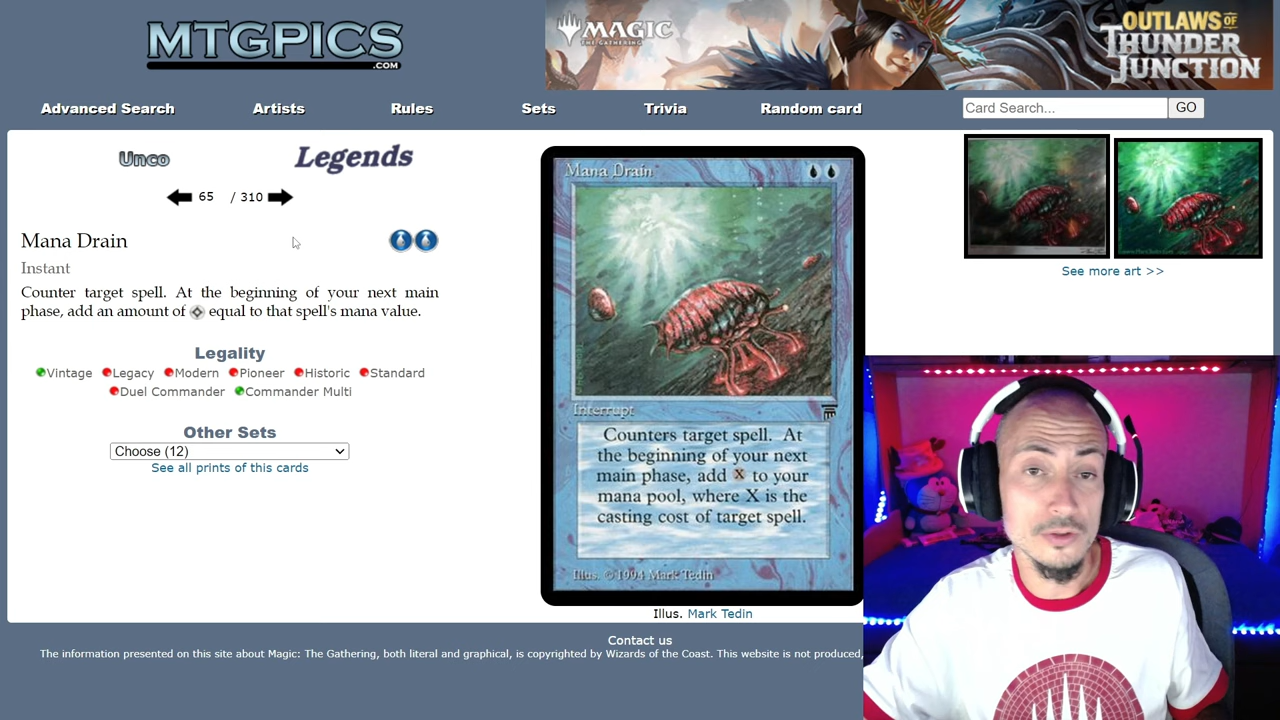 MTGPICS
.COM
MAGIC
THE GATHERING
OUTLAWS OF
THUNDER
JUNCTION
Advanced Search
Artists
Rules
Sets
Trivia
Random card
Card Search...
GO
Unco
Legends
65 / 310
Mana Drain
Instant
Counter target spell. At the beginning of your next main
phase, add an amount of equal to that spell's mana value.
Legality
Vintage Legacy Modern Pioneer Historic Standard
Duel Commander Commander Multi
Other Sets
Choose (12)
See all prints of this cards
Mana Drain
Interrupt
Counters target spell. At
the beginning of your next
main phase, add X to your
mana pool, where X is the
casting cost of target spell.
Illus. © 1994 Mark Tedin
Illus. Mark Tedin
See more art >>
Contact us
The information presented on this site about Magic: The Gathering, both literal and graphical, is copyrighted by Wizards of the Coast. This website is not produced,